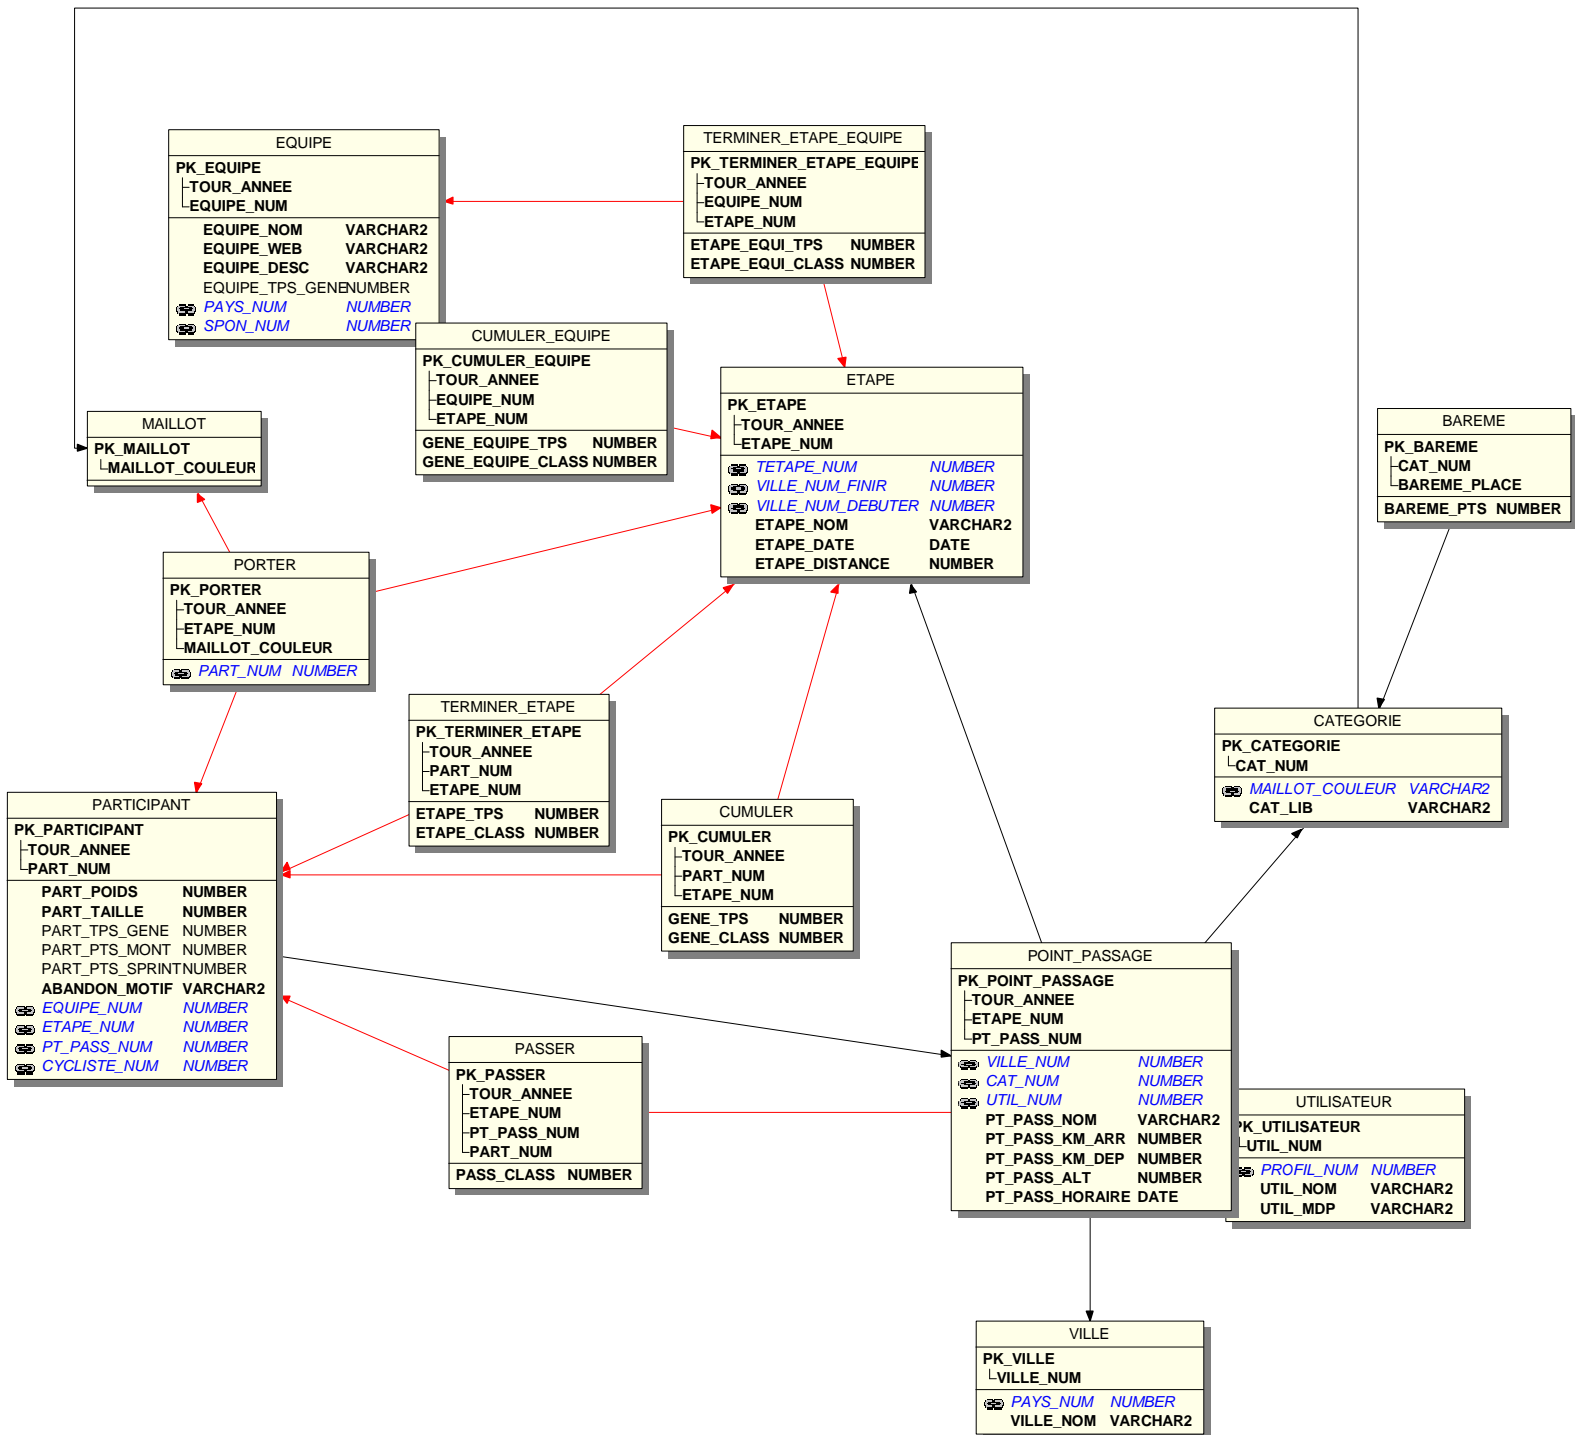 EQUIPE
PK_EQUIPE
TOUR_ANNEE
EQUIPE_NUM
EQUIPE_NOM VARCHAR2
EQUIPE_WEB VARCHAR2
EQUIPE_DESC VARCHAR2
EQUIPE_TPS_GENE NUMBER
PAYS_NUM NUMBER
SPON_NUM NUMBER
TERMINER_ETAPE_EQUIPE
PK_TERMINER_ETAPE_EQUIPE
TOUR_ANNEE
EQUIPE_NUM
ETAPE_NUM
ETAPE_EQUI_TPS NUMBER
ETAPE_EQUI_CLASS NUMBER
CUMULER_EQUIPE
PK_CUMULER_EQUIPE
TOUR_ANNEE
EQUIPE_NUM
ETAPE_NUM
GENE_EQUIPE_TPS NUMBER
GENE_EQUIPE_CLASS NUMBER
ETAPE
PK_ETAPE
TOUR_ANNEE
ETAPE_NUM
TETAPE_NUM NUMBER
VILLE_NUM_FINIR NUMBER
VILLE_NUM_DEBUTER NUMBER
ETAPE_NOM VARCHAR2
ETAPE_DATE DATE
ETAPE_DISTANCE NUMBER
MAILLOT
PK_MAILLOT
MAILLOT_COULEUR
BAREME
PK_BAREME
CAT_NUM
BAREME_PLACE
BAREME_PTS NUMBER
PORTER
PK_PORTER
TOUR_ANNEE
ETAPE_NUM
MAILLOT_COULEUR
PART_NUM NUMBER
TERMINER_ETAPE
PK_TERMINER_ETAPE
TOUR_ANNEE
PART_NUM
ETAPE_NUM
ETAPE_TPS NUMBER
ETAPE_CLASS NUMBER
CATEGORIE
PK_CATEGORIE
CAT_NUM
MAILLOT_COULEUR VARCHAR2
CAT_LIB VARCHAR2
PARTICIPANT
PK_PARTICIPANT
TOUR_ANNEE
PART_NUM
PART_POIDS NUMBER
PART_TAILLE NUMBER
PART_TPS_GENE NUMBER
PART_PTS_MONT NUMBER
PART_PTS_SPRINT NUMBER
ABANDON_MOTIF VARCHAR2
EQUIPE_NUM NUMBER
ETAPE_NUM NUMBER
PT_PASS_NUM NUMBER
CYCLISTE_NUM NUMBER
CUMULER
PK_CUMULER
TOUR_ANNEE
PART_NUM
ETAPE_NUM
GENE_TPS NUMBER
GENE_CLASS NUMBER
POINT_PASSAGE
PK_POINT_PASSAGE
TOUR_ANNEE
ETAPE_NUM
PT_PASS_NUM
VILLE_NUM NUMBER
CAT_NUM NUMBER
UTIL_NUM NUMBER
PT_PASS_NOM VARCHAR2
PT_PASS_KM_ARR NUMBER
PT_PASS_KM_DEP NUMBER
PT_PASS_ALT NUMBER
PT_PASS_HORAIRE DATE
PASSER
PK_PASSER
TOUR_ANNEE
ETAPE_NUM
PT_PASS_NUM
PART_NUM
PASS_CLASS NUMBER
UTILISATEUR
PK_UTILISATEUR
UTIL_NUM
PROFIL_NUM NUMBER
UTIL_NOM VARCHAR2
UTIL_MDP VARCHAR2
VILLE
PK_VILLE
VILLE_NUM
PAYS_NUM NUMBER
VILLE_NOM VARCHAR2